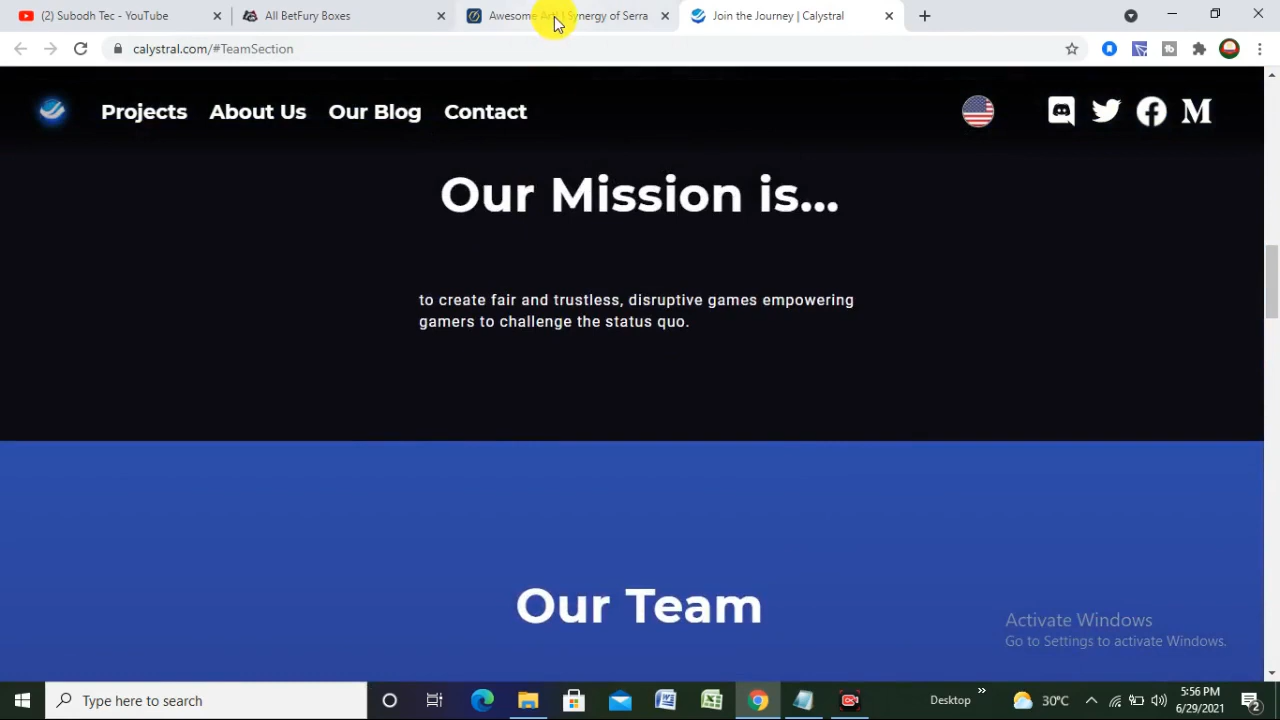 (2) Subodh Tec - YouTube
All BetFury Boxes
Awesome Art! | Synergy of Serra
Join the Journey | Calystral
calystral.com/#TeamSection
Projects
About Us
Our Blog
Contact
Our Mission is...
to create fair and trustless, disruptive games empowering
gamers to challenge the status quo.
Our Team
Activate Windows
Go to Settings to activate Windows.
Type here to search
Desktop
30°C
5:56 PM
6/29/2021
2